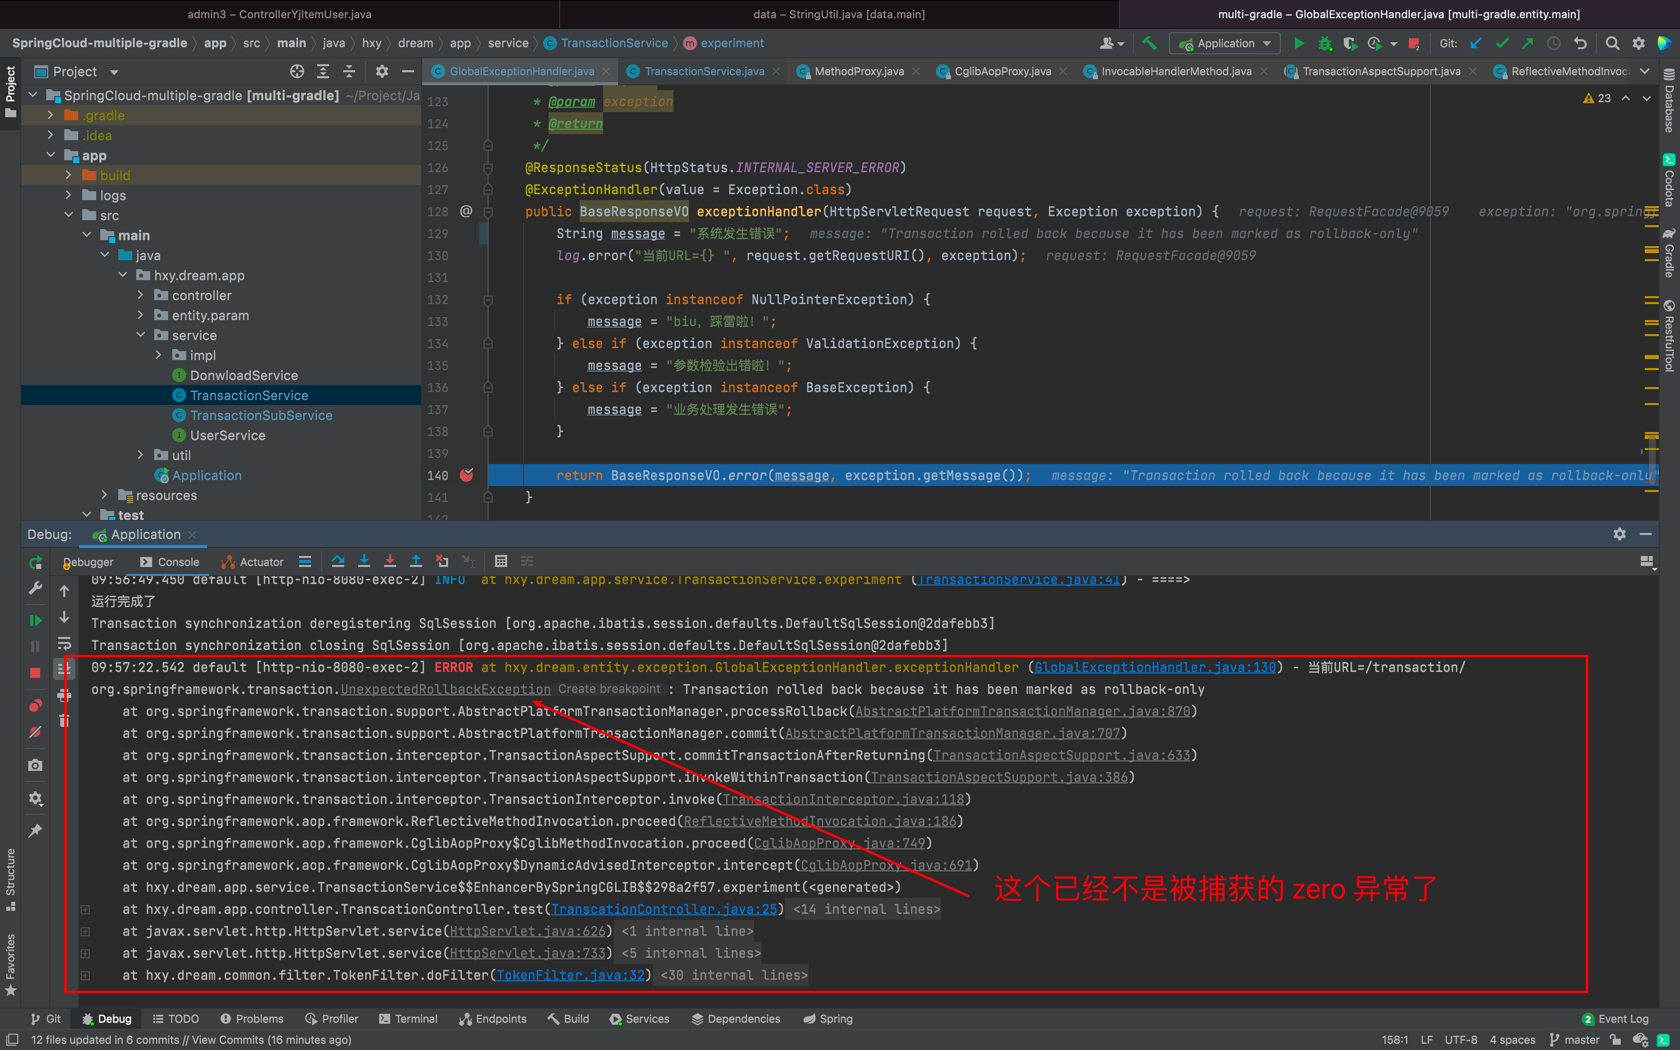 admin3 – ControllerYjItemUser.java
data – StringUtil.java [data.main]
multi-gradle – GlobalExceptionHandler.java [multi-gradle.entity.main]
SpringCloud-multiple-gradle › app › src › main › java › hxy › dream › app › service › TransactionService › experiment
Application
Git:
Project
GlobalExceptionHandler.java
TransactionService.java
MethodProxy.java
CglibAopProxy.java
InvocableHandlerMethod.java
TransactionAspectSupport.java
ReflectiveMethodInvoc
Project
SpringCloud-multiple-gradle [multi-gradle] ~/Project/Ja
.gradle
.idea
app
build
logs
src
main
java
hxy.dream.app
controller
entity.param
service
impl
DonwloadService
TransactionService
TransactionSubService
UserService
util
Application
resources
test
23
123 * @param exception
124 * @return
125 */
126 @ResponseStatus(HttpStatus.INTERNAL_SERVER_ERROR)
127 @ExceptionHandler(value = Exception.class)
128 @ public BaseResponseVO exceptionHandler(HttpServletRequest request, Exception exception) { request: RequestFacade@9059 exception: "org.spring
129 String message = "系统发生错误"; message: "Transaction rolled back because it has been marked as rollback-only"
130 log.error("当前URL={} ", request.getRequestURI(), exception); request: RequestFacade@9059
131
132 if (exception instanceof NullPointerException) {
133 message = "biu，踩雷啦！";
134 } else if (exception instanceof ValidationException) {
135 message = "参数检验出错啦！";
136 } else if (exception instanceof BaseException) {
137 message = "业务处理发生错误";
138 }
139
140 return BaseResponseVO.error(message, exception.getMessage()); message: "Transaction rolled back because it has been marked as rollback-only"
141 }
142
Database
Codota
Gradle
RestfulTool
Debug: Application
Debugger Console Actuator
09:56:49.450 default [http-nio-8080-exec-2] INFO at hxy.dream.app.service.TransactionService.experiment (TransactionService.java:41) - ====>
运行完成了
Transaction synchronization deregistering SqlSession [org.apache.ibatis.session.defaults.DefaultSqlSession@2dafebb3]
Transaction synchronization closing SqlSession [org.apache.ibatis.session.defaults.DefaultSqlSession@2dafebb3]
09:57:22.542 default [http-nio-8080-exec-2] ERROR at hxy.dream.entity.exception.GlobalExceptionHandler.exceptionHandler (GlobalExceptionHandler.java:130) - 当前URL=/transaction/
org.springframework.transaction.UnexpectedRollbackException Create breakpoint : Transaction rolled back because it has been marked as rollback-only
at org.springframework.transaction.support.AbstractPlatformTransactionManager.processRollback(AbstractPlatformTransactionManager.java:870)
at org.springframework.transaction.support.AbstractPlatformTransactionManager.commit(AbstractPlatformTransactionManager.java:707)
at org.springframework.transaction.interceptor.TransactionAspectSupport.commitTransactionAfterReturning(TransactionAspectSupport.java:633)
at org.springframework.transaction.interceptor.TransactionAspectSupport.invokeWithinTransaction(TransactionAspectSupport.java:386)
at org.springframework.transaction.interceptor.TransactionInterceptor.invoke(TransactionInterceptor.java:118)
at org.springframework.aop.framework.ReflectiveMethodInvocation.proceed(ReflectiveMethodInvocation.java:186)
at org.springframework.aop.framework.CglibAopProxy$CglibMethodInvocation.proceed(CglibAopProxy.java:749)
at org.springframework.aop.framework.CglibAopProxy$DynamicAdvisedInterceptor.intercept(CglibAopProxy.java:691)
at hxy.dream.app.service.TransactionService$$EnhancerBySpringCGLIB$$298a2f57.experiment(<generated>)
这个已经不是被捕获的 zero 异常了
at hxy.dream.app.controller.TranscationController.test(TranscationController.java:25) <14 internal lines>
at javax.servlet.http.HttpServlet.service(HttpServlet.java:626) <1 internal line>
at javax.servlet.http.HttpServlet.service(HttpServlet.java:733) <5 internal lines>
at hxy.dream.common.filter.TokenFilter.doFilter(TokenFilter.java:32) <30 internal lines>
Structure
Favorites
Git Debug TODO Problems Profiler Terminal Endpoints Build Services Dependencies Spring
2 Event Log
12 files updated in 6 commits // View Commits (16 minutes ago)
158:1 LF UTF-8 4 spaces master